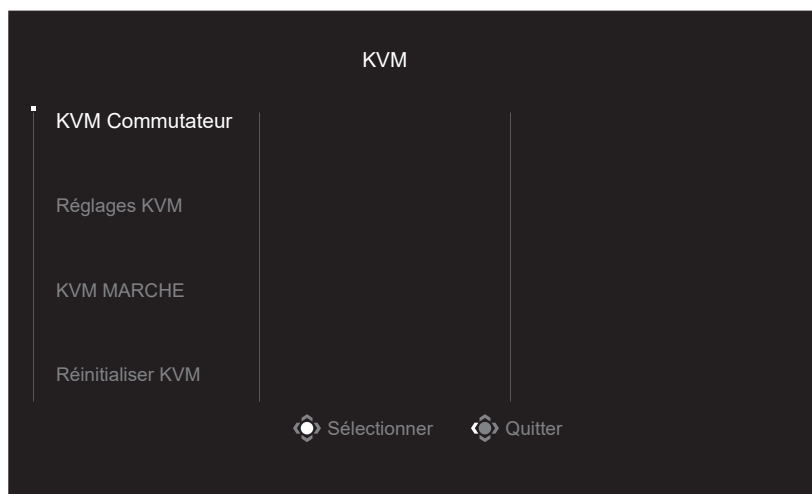 KVM
KVM Commutateur
Réglages KVM
KVM MARCHE
Réinitialiser KVM
Sélectionner Quitter